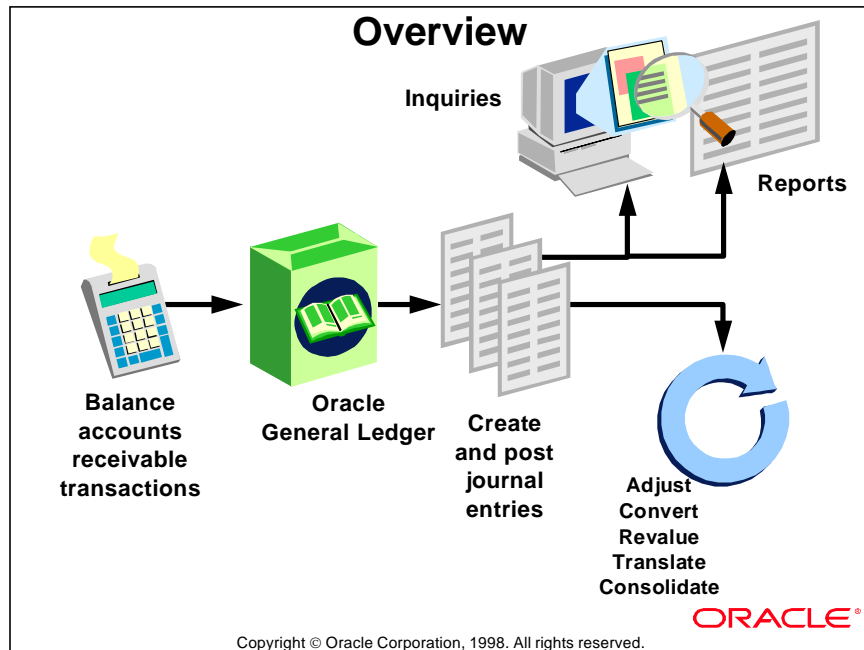 Overview
Inquiries
Reports
Balance
accounts
receivable
transactions
Oracle
General Ledger
Create
and post
journal
entries
Adjust
Convert
Revalue
Translate
Consolidate
ORACLE®
Copyright © Oracle Corporation, 1998. All rights reserved.